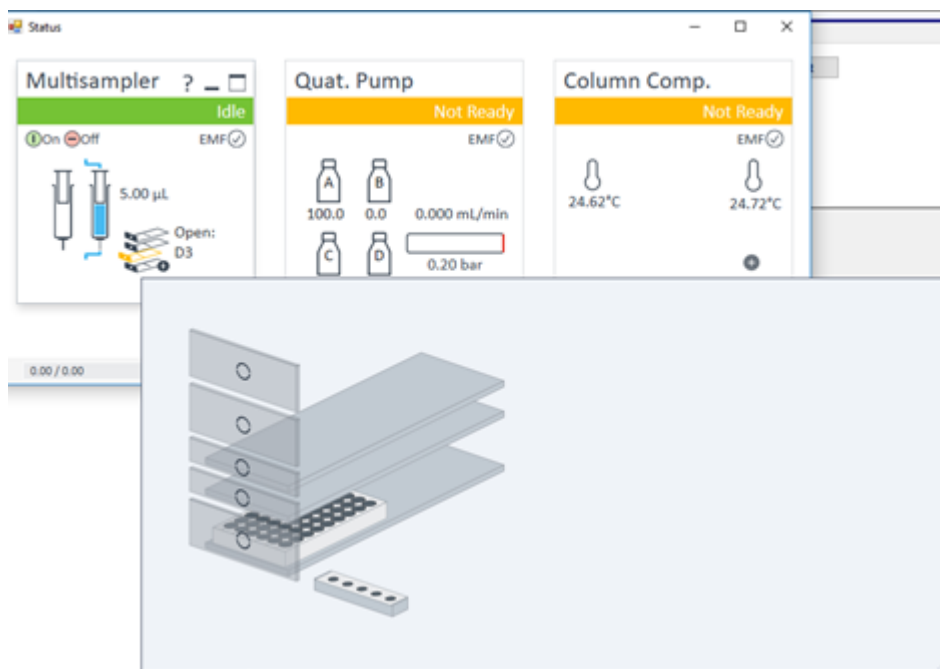 Status
Multisampler ?
Idle
On Off EMF
5.00 µL
Open:
D3
Quat. Pump
Not Ready
EMF
A B
100.0 0.0 0.000 mL/min
C D
0.20 bar
Column Comp.
Not Ready
EMF
24.62°C 24.72°C
0.00 / 0.00